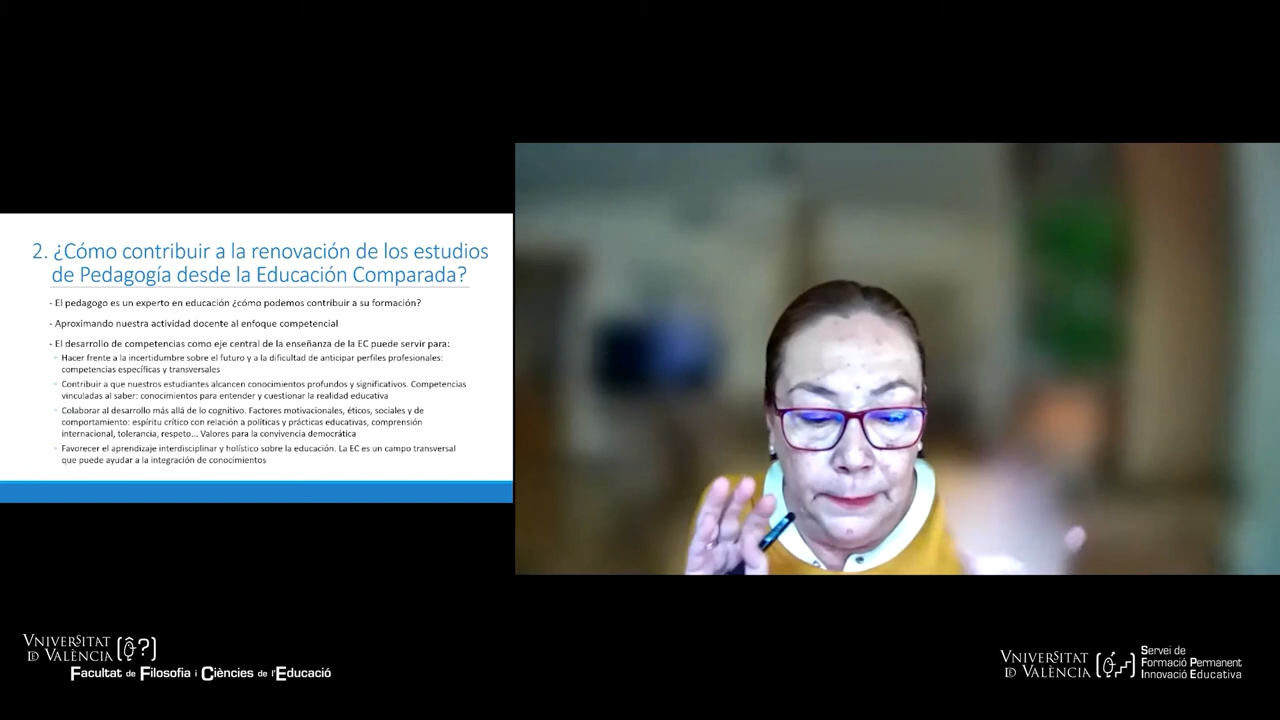 2. ¿Cómo contribuir a la renovación de los estudios
de Pedagogía desde la Educación Comparada?
- El pedagogo es un experto en educación ¿cómo podemos contribuir a su formación?
- Aproximando nuestra actividad docente al enfoque competencial
- El desarrollo de competencias como eje central de la enseñanza de la EC puede servir para:
◦ Hacer frente a la incertidumbre sobre el futuro y a la dificultad de anticipar perfiles profesionales:
competencias específicas y transversales
◦ Contribuir a que nuestros estudiantes alcancen conocimientos profundos y significativos. Competencias
vinculadas al saber: conocimientos para entender y cuestionar la realidad educativa
◦ Colaborar al desarrollo más allá de lo cognitivo. Factores motivacionales, éticos, sociales y de
comportamiento: espíritu crítico con relación a políticas y prácticas educativas, comprensión
internacional, tolerancia, respeto... Valores para la convivencia democrática
◦ Favorecer el aprendizaje interdisciplinar y holístico sobre la educación. La EC es un campo transversal
que puede ayudar a la integración de conocimientos
VNIVERSITAT
ID VALÈNCIA
Facultat de Filosofia i Ciències de l'Educació
VNIVERSITAT
ID VALÈNCIA
Servei de
Formació Permanent
Innovació Educativa